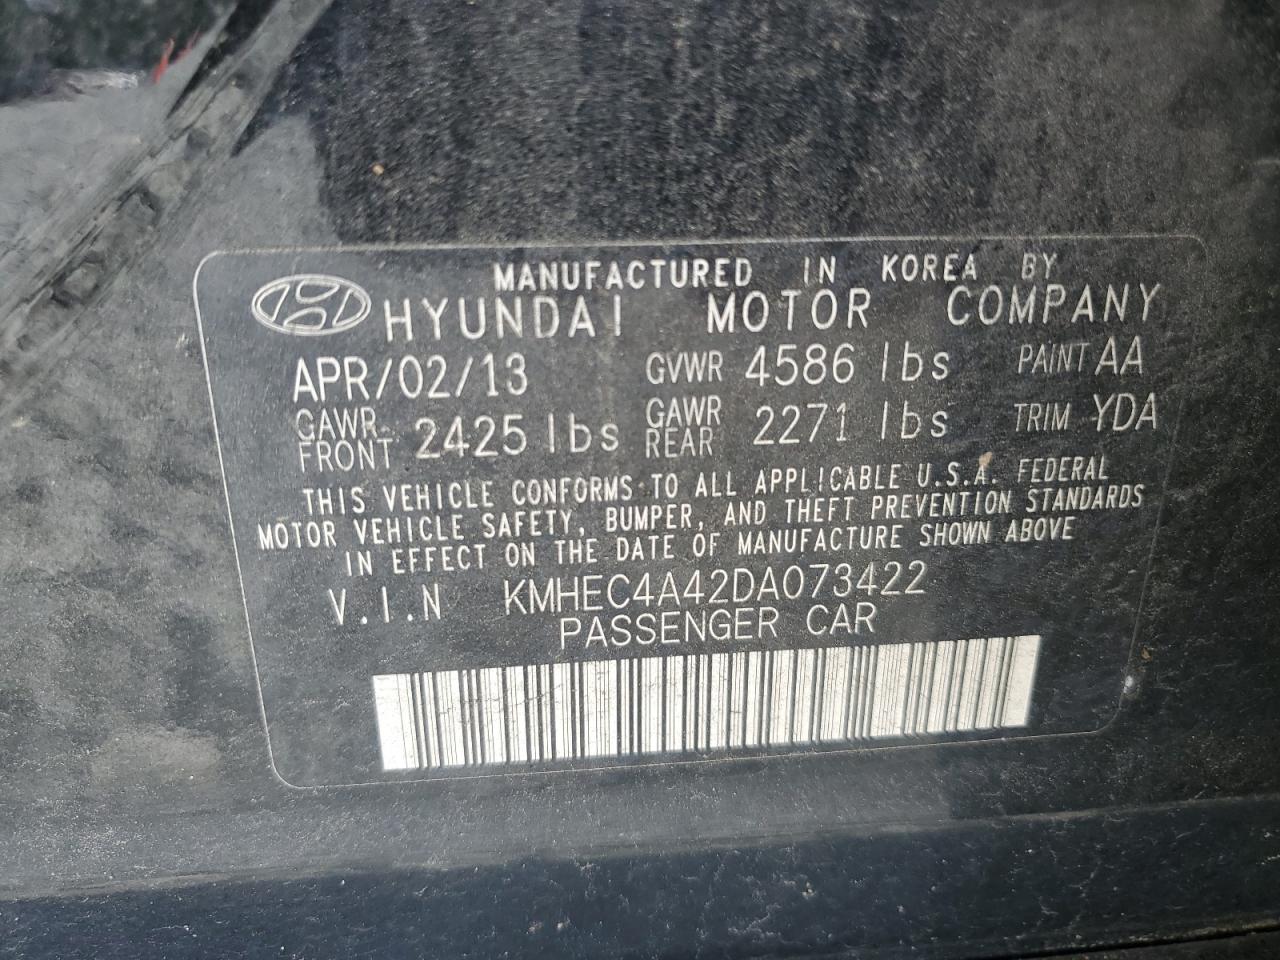 MANUFACTURED IN KOREA BY
HYUNDAI MOTOR COMPANY
APR/02/13 GVWR 4586 lbs PAINT AA
GAWR FRONT 2425 lbs GAWR REAR 2271 lbs TRIM YDA
THIS VEHICLE CONFORMS TO ALL APPLICABLE U.S.A. FEDERAL
MOTOR VEHICLE SAFETY, BUMPER, AND THEFT PREVENTION STANDARDS
IN EFFECT ON THE DATE OF MANUFACTURE SHOWN ABOVE
V.I.N KMHEC4A42DA073422
PASSENGER CAR